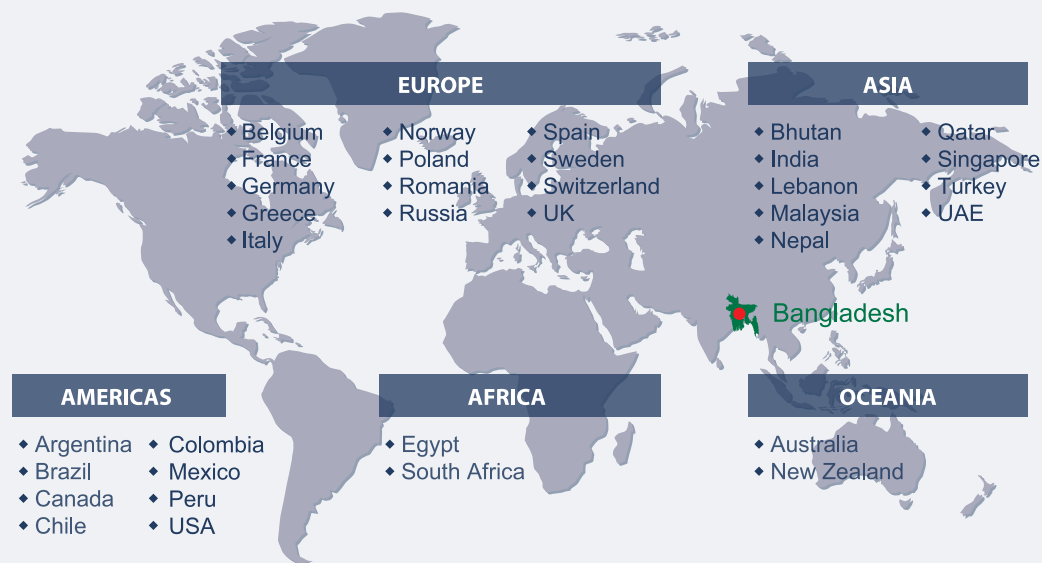 EUROPE
◆ Belgium
◆ France
◆ Germany
◆ Greece
◆ Italy
◆ Norway
◆ Poland
◆ Romania
◆ Russia
◆ Spain
◆ Sweden
◆ Switzerland
◆ UK
ASIA
◆ Bhutan
◆ India
◆ Lebanon
◆ Malaysia
◆ Nepal
◆ Qatar
◆ Singapore
◆ Turkey
◆ UAE
Bangladesh
AMERICAS
◆ Argentina
◆ Brazil
◆ Canada
◆ Chile
◆ Colombia
◆ Mexico
◆ Peru
◆ USA
AFRICA
◆ Egypt
◆ South Africa
OCEANIA
◆ Australia
◆ New Zealand